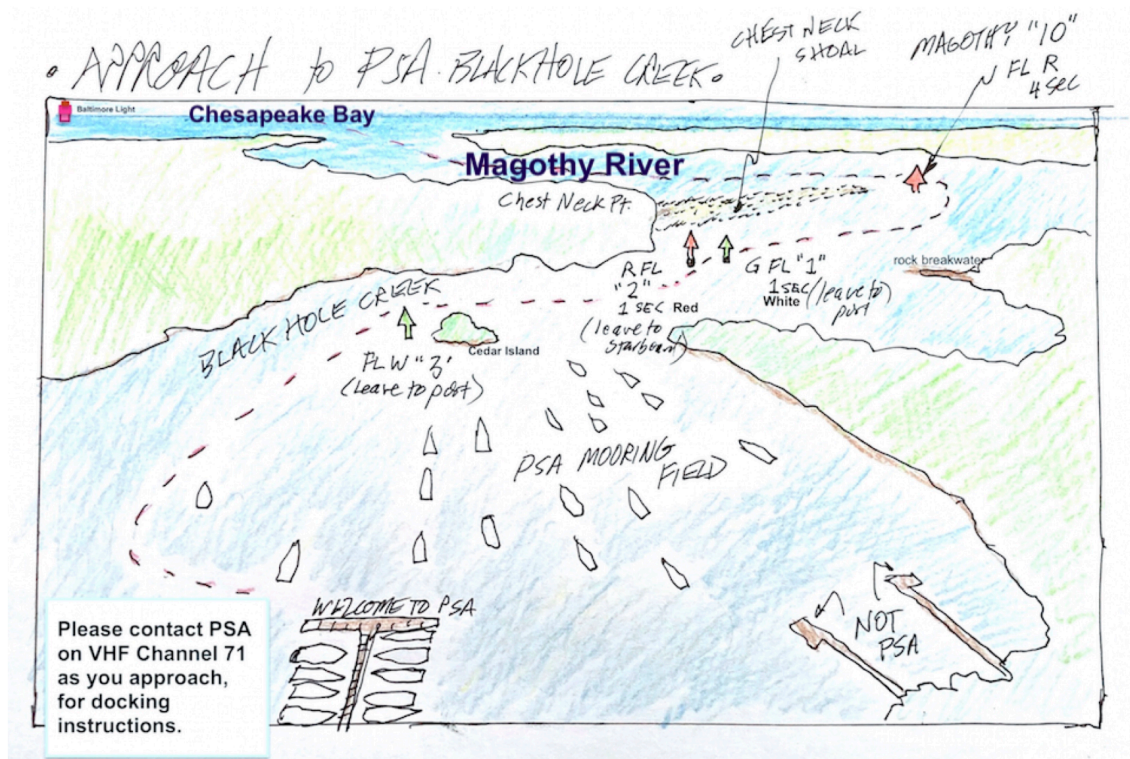 • APPROACH to PSA. BLACKHOLE CREEK.
CHEST NECK
SHOAL
MAGOTHY "10"
FL R
4 SEC
Baltimore Light
Chesapeake Bay
Magothy River
Chest Neck Pt.
rock breakwater
R FL
"2"
1 SEC Red
(leave to
starboard)
G FL "1"
1 SEC
White
(leave to)
port
BLACK HOLE CREEK
Cedar Island
FL W "3"
(Leave to port)
PSA MOORING
FIELD
WELCOME TO PSA
NOT
PSA
Please contact PSA
on VHF Channel 71
as you approach,
for docking
instructions.